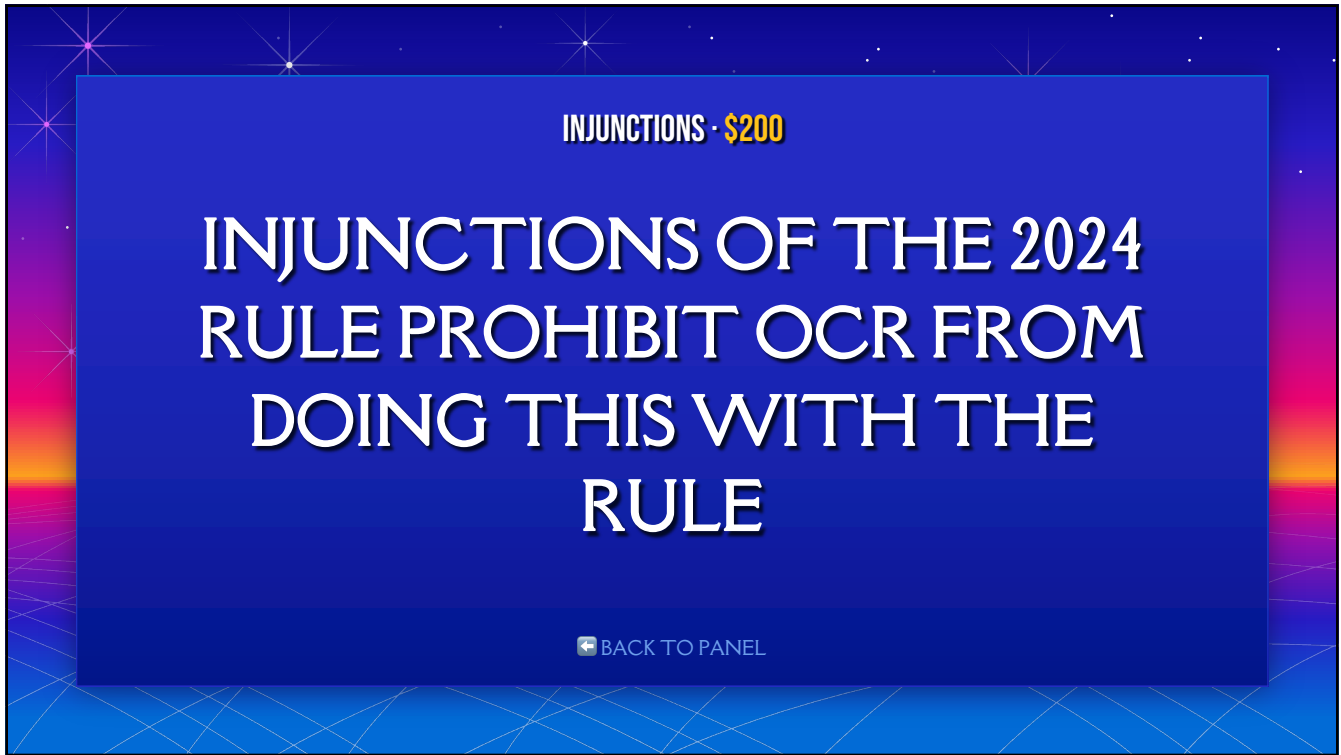 INJUNCTIONS · $200
INJUNCTIONS OF THE 2024
RULE PROHIBIT OCR FROM
DOING THIS WITH THE
RULE
BACK TO PANEL